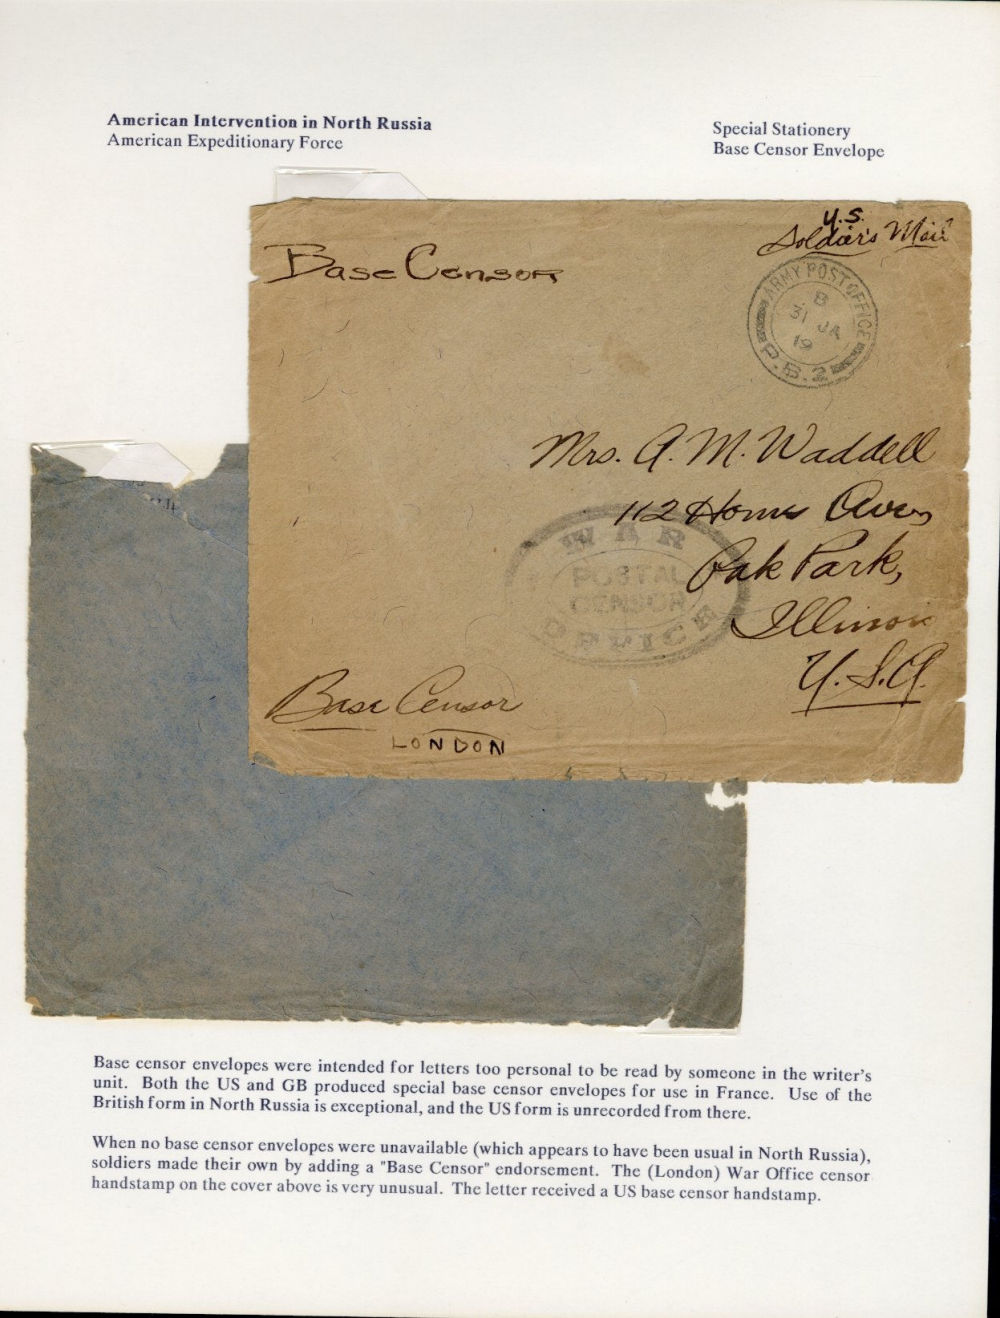 American Intervention in North Russia
American Expeditionary Force
Special Stationery
Base Censor Envelope
U.S.
Soldier's Mail
Base Censor
ARMY POST OFFICE
B
31 JA
19
P.B.2
Mrs. A. M. Waddell
112 Home Ave,
Oak Park,
Illinois
U.S.A.
WAR
POSTAL
CENSOR
OFFICE
Base Censor
LONDON
Base censor envelopes were intended for letters too personal to be read by someone in the writer's
unit. Both the US and GB produced special base censor envelopes for use in France. Use of the
British form in North Russia is exceptional, and the US form is unrecorded from there.
When no base censor envelopes were unavailable (which appears to have been usual in North Russia),
soldiers made their own by adding a "Base Censor" endorsement. The (London) War Office censor
handstamp on the cover above is very unusual. The letter received a US base censor handstamp.